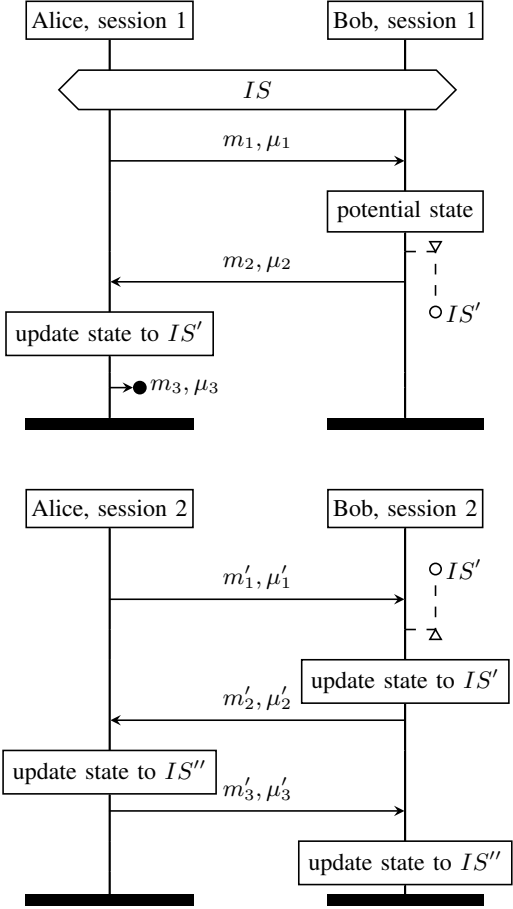 Alice, session 1 Bob, session 1
IS
m₁, μ₁
potential state
m₂, μ₂
IS′
update state to IS′
m₃, μ₃
Alice, session 2 Bob, session 2
IS′
m′₁, μ′₁
update state to IS′
m′₂, μ′₂
update state to IS′′
m′₃, μ′₃
update state to IS′′